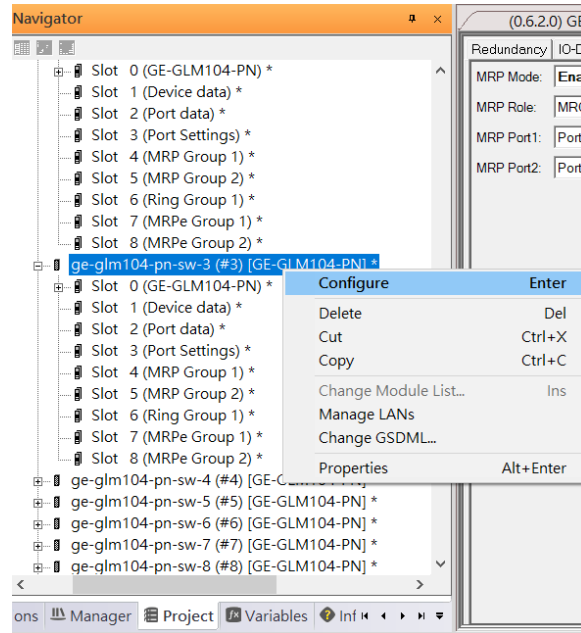 Navigator
(0.6.2.0) GE
Redundancy
IO-D
MRP Mode:
Ena
MRP Role:
MRC
MRP Port1:
Port
MRP Port2:
Port
Slot 0 (GE-GLM104-PN) *
Slot 1 (Device data) *
Slot 2 (Port data) *
Slot 3 (Port Settings) *
Slot 4 (MRP Group 1) *
Slot 5 (MRP Group 2) *
Slot 6 (Ring Group 1) *
Slot 7 (MRPe Group 1) *
Slot 8 (MRPe Group 2) *
ge-glm104-pn-sw-3 (#3) [GE-GLM104-PN] *
Slot 0 (GE-GLM104-PN) *
Slot 1 (Device data) *
Slot 2 (Port data) *
Slot 3 (Port Settings) *
Slot 4 (MRP Group 1) *
Slot 5 (MRP Group 2) *
Slot 6 (Ring Group 1) *
Slot 7 (MRPe Group 1) *
Slot 8 (MRPe Group 2) *
ge-glm104-pn-sw-4 (#4) [GE-GLM104-PN] *
ge-glm104-pn-sw-5 (#5) [GE-GLM104-PN] *
ge-glm104-pn-sw-6 (#6) [GE-GLM104-PN] *
ge-glm104-pn-sw-7 (#7) [GE-GLM104-PN] *
ge-glm104-pn-sw-8 (#8) [GE-GLM104-PN] *
Configure Enter
Delete Del
Cut Ctrl+X
Copy Ctrl+C
Change Module List... Ins
Manage LANs
Change GSDML...
Properties Alt+Enter
ons Manager Project Variables Inf